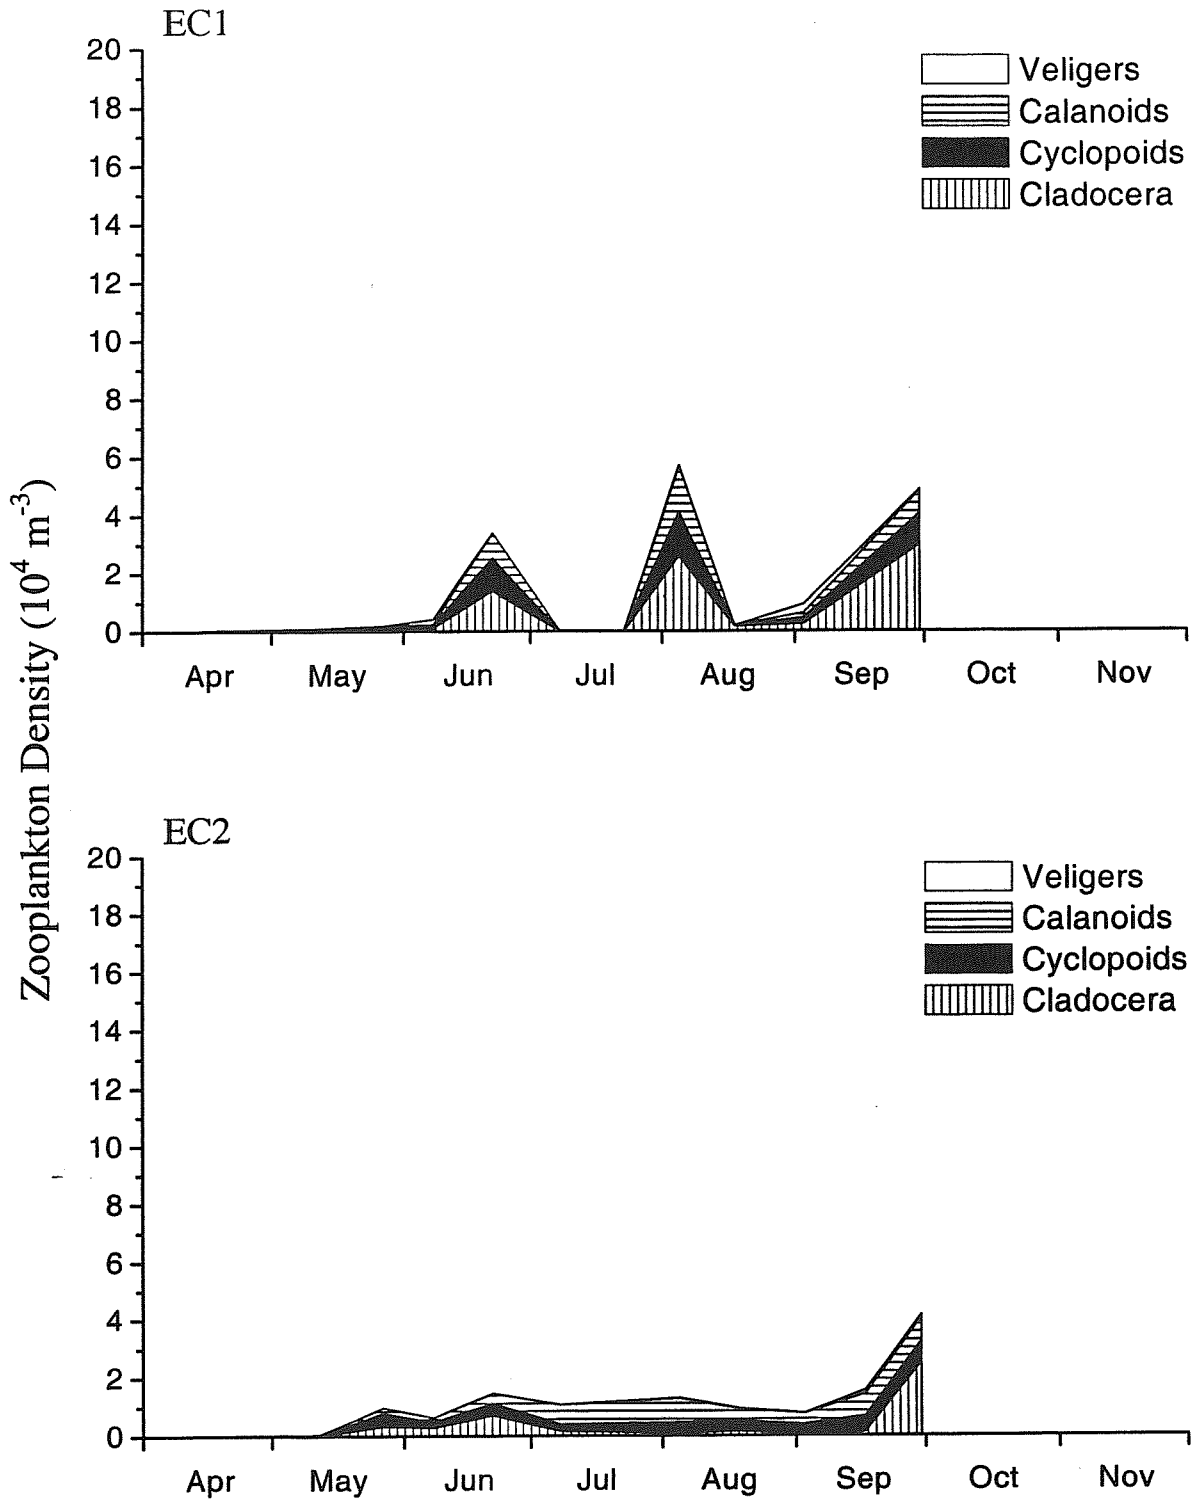 EC1
Veligers
Calanoids
Cyclopoids
Cladocera
20
18
16
14
12
10
8
6
4
2
0
Apr May Jun Jul Aug Sep Oct Nov
Zooplankton Density (10⁴ m⁻³)
EC2
Veligers
Calanoids
Cyclopoids
Cladocera
20
18
16
14
12
10
8
6
4
2
0
Apr May Jun Jul Aug Sep Oct Nov